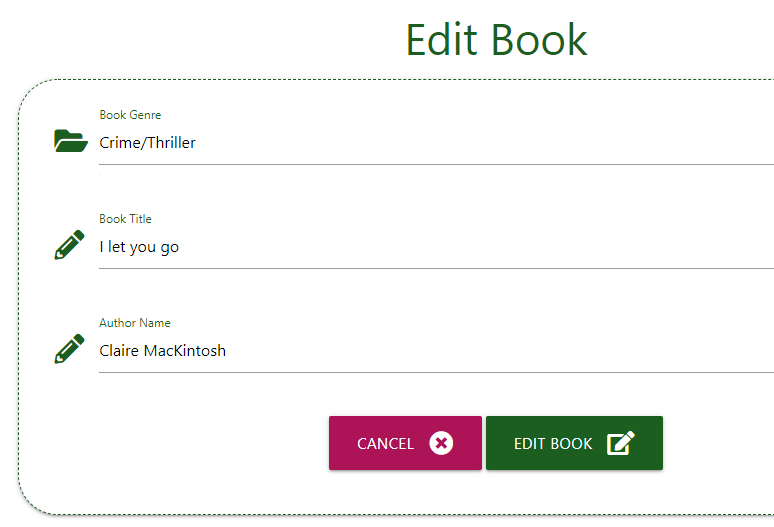 Edit Book
Book Genre
Crime/Thriller
Book Title
I let you go
Author Name
Claire MacKintosh
CANCEL
EDIT BOOK